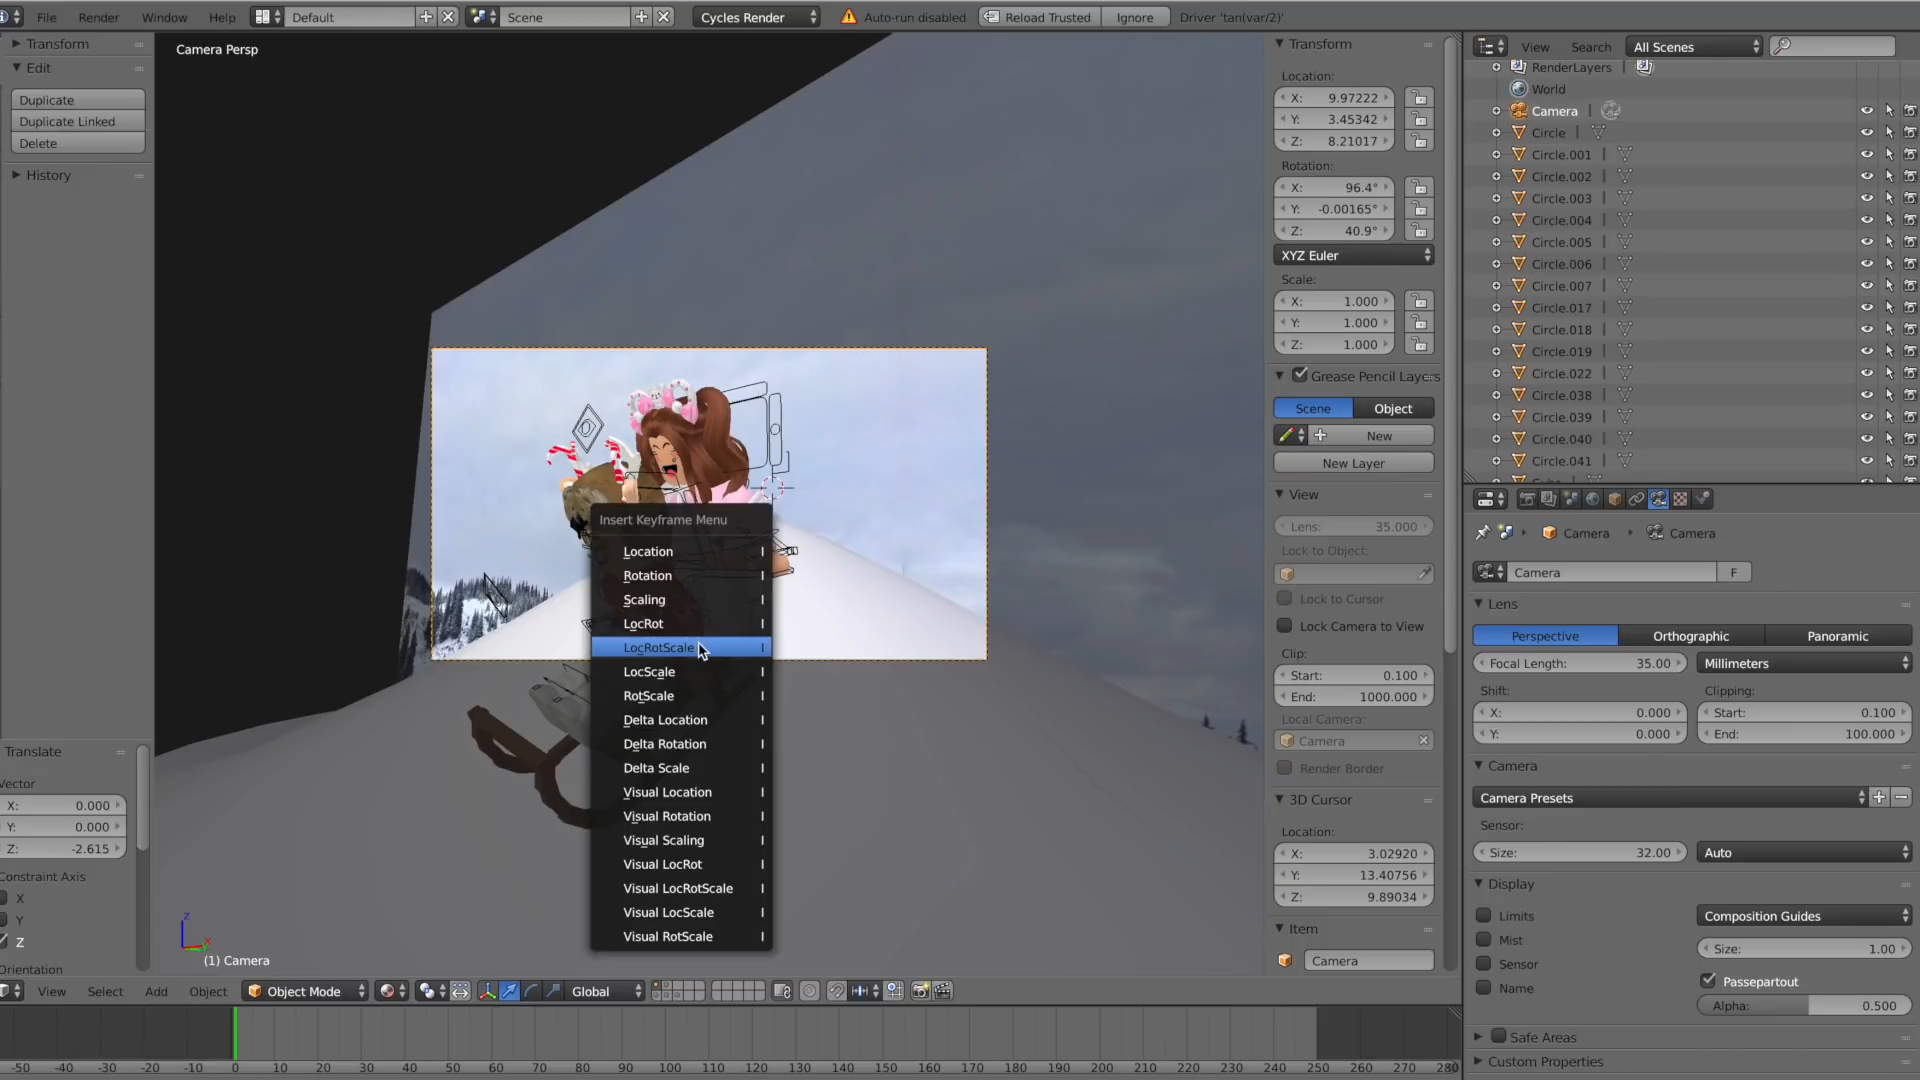 File Render Window Help Default Scene Cycles Render Auto-run disabled Reload Trusted Ignore Driver 'tan(var/2)'
Transform
Edit
Duplicate
Duplicate Linked
Delete
History
Translate
Vector
X: 0.000
Y: 0.000
Z: -2.615
Constraint Axis
X
Y
Z
Orientation
Camera Persp
Insert Keyframe Menu
Location I
Rotation I
Scaling I
LocRot I
LocRotScale I
LocScale I
RotScale I
Delta Location I
Delta Rotation I
Delta Scale I
Visual Location I
Visual Rotation I
Visual Scaling I
Visual LocRot I
Visual LocRotScale I
Visual LocScale I
Visual RotScale I
z
(1) Camera
View Select Add Object Object Mode Global
-50 -40 -30 -20 -10 0 10 20 30 40 50 60 70 80 90 100 110 120 130 140 150 160 170 180 190 200 210 220 230 240 250 260 270 280
Transform
Location:
X: 9.97222
Y: 3.45342
Z: 8.21017
Rotation:
X: 96.4°
Y: -0.00165°
Z: 40.9°
XYZ Euler
Scale:
X: 1.000
Y: 1.000
Z: 1.000
Grease Pencil Layers
Scene Object
New
New Layer
View
Lens: 35.000
Lock to Object:
Lock to Cursor
Lock Camera to View
Clip:
Start: 0.100
End: 1000.000
Local Camera:
Camera
Render Border
3D Cursor
Location:
X: 3.02920
Y: 13.40756
Z: 9.89034
Item
Camera
View Search All Scenes
RenderLayers
World
Camera
Circle
Circle.001
Circle.002
Circle.003
Circle.004
Circle.005
Circle.006
Circle.007
Circle.017
Circle.018
Circle.019
Circle.022
Circle.038
Circle.039
Circle.040
Circle.041
Camera Camera
Camera F
Lens
Perspective Orthographic Panoramic
Focal Length: 35.00 Millimeters
Shift: Clipping:
X: 0.000 Start: 0.100
Y: 0.000 End: 100.000
Camera
Camera Presets
Sensor:
Size: 32.00 Auto
Display
Limits Composition Guides
Mist Size: 1.00
Sensor
Name Passepartout
Alpha: 0.500
Safe Areas
Custom Properties